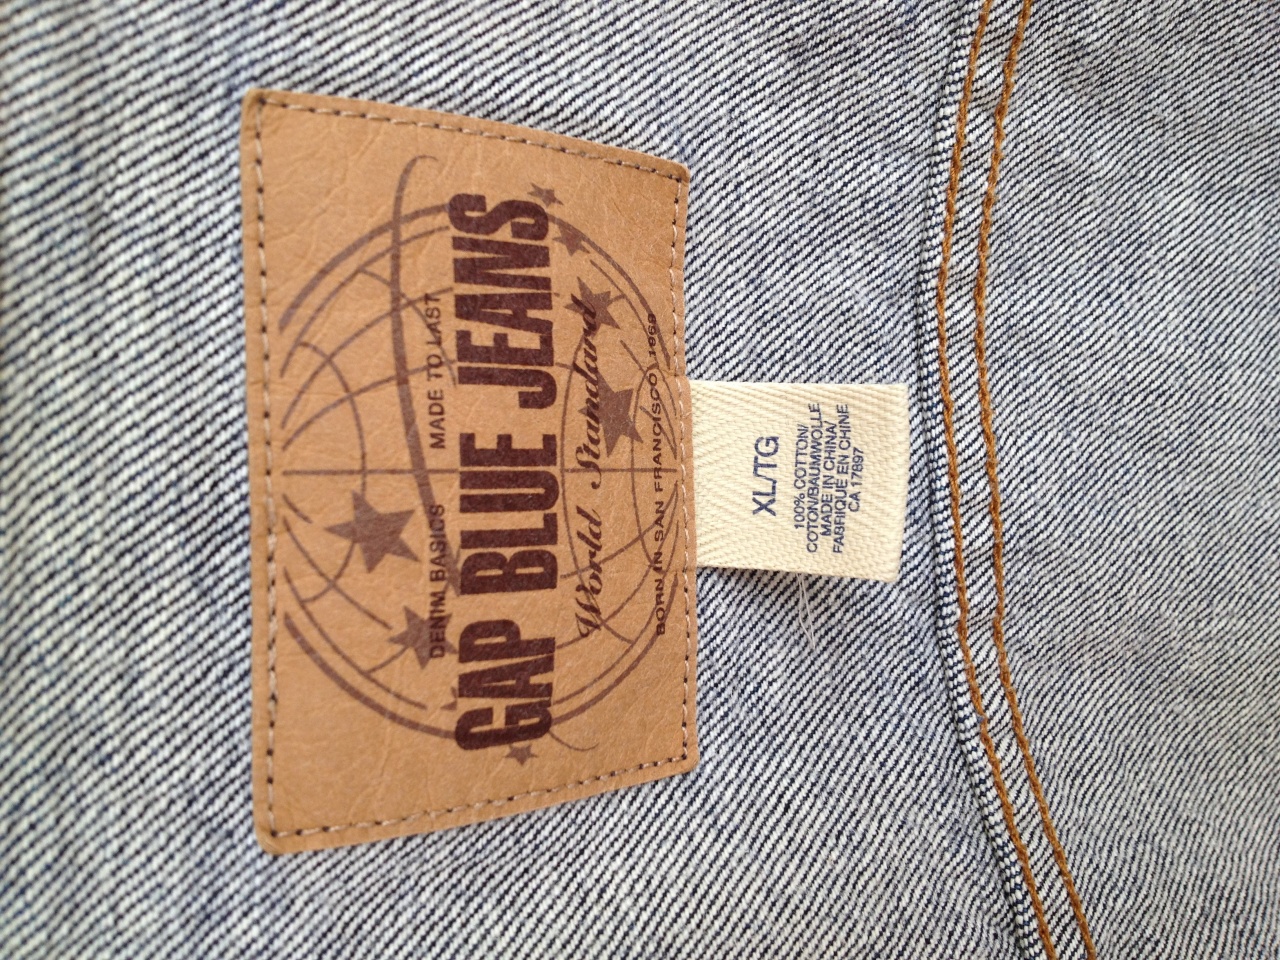 DENIM BASICS MADE TO LAST
GAP BLUE JEANS
World Standard
BORN IN SAN FRANCISCO 1969
XL/TG
100% COTTON/
COTON/BAUMWOLLE
MADE IN CHINA/
FABRIQUE EN CHINE
CA 17897